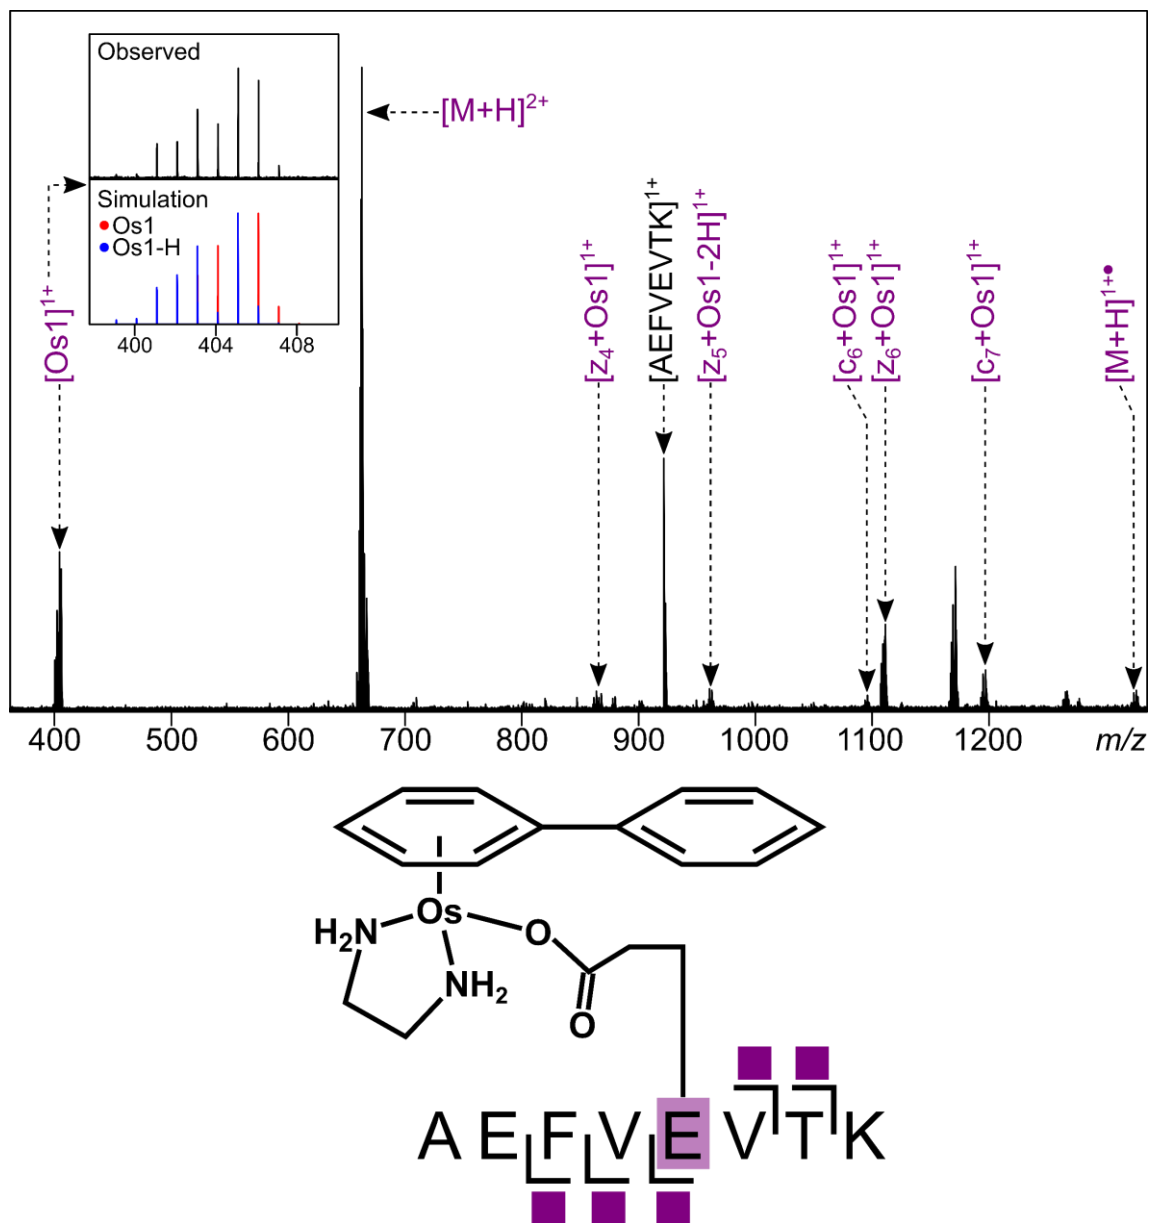 Observed
[M+H]²⁺
Simulation
Os1
Os1-H
400 404 408
[Os1]¹⁺
[z₄+Os1]¹⁺
[AEFVEVTK]¹⁺
[z₅+Os1-2H]¹⁺
[c₆+Os1]¹⁺
[z₆+Os1]¹⁺
[c₇+Os1]¹⁺
[M+H]¹⁺•
400 500 600 700 800 900 1000 1100 1200 m/z
Os
H₂N
O
NH₂
O
A E F V E V T K